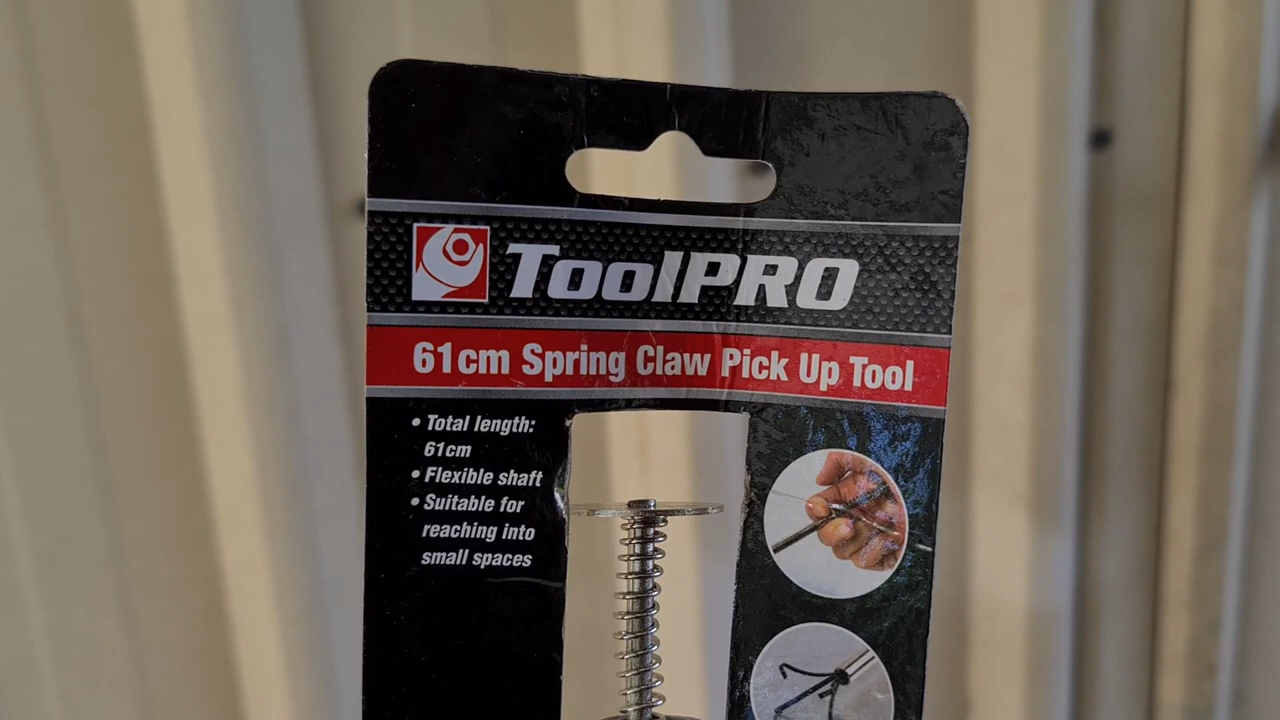 ToolPRO
61cm Spring Claw Pick Up Tool
• Total length:
61cm
• Flexible shaft
• Suitable for
reaching into
small spaces